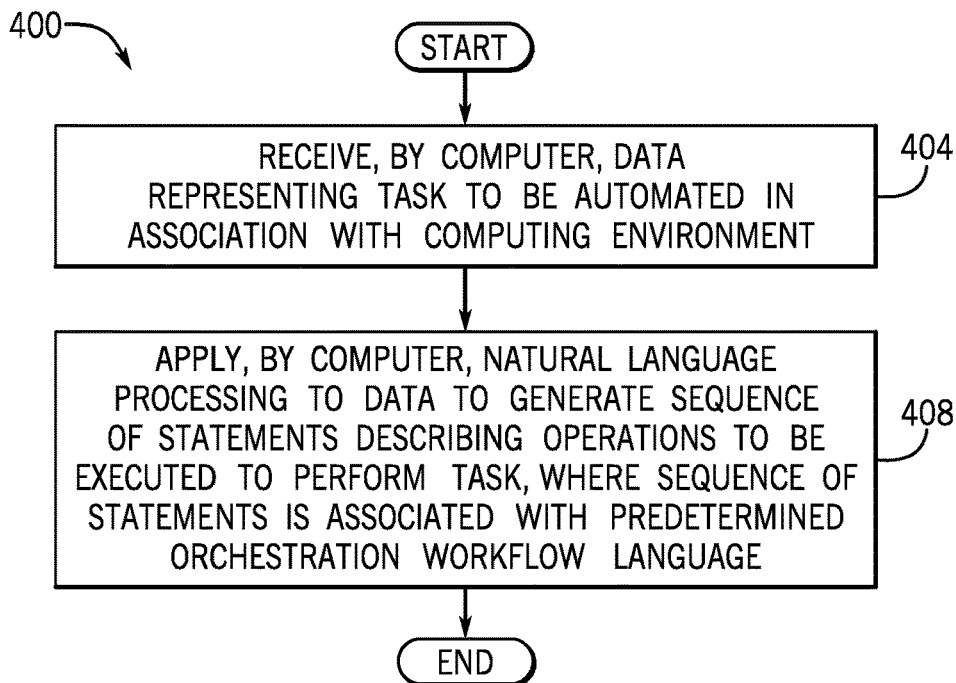 400
START
RECEIVE, BY COMPUTER, DATA
REPRESENTING TASK TO BE AUTOMATED IN
ASSOCIATION WITH COMPUTING ENVIRONMENT
404
APPLY, BY COMPUTER, NATURAL LANGUAGE
PROCESSING TO DATA TO GENERATE SEQUENCE
OF STATEMENTS DESCRIBING OPERATIONS TO BE
EXECUTED TO PERFORM TASK, WHERE SEQUENCE OF
STATEMENTS IS ASSOCIATED WITH PREDETERMINED
ORCHESTRATION WORKFLOW LANGUAGE
408
END